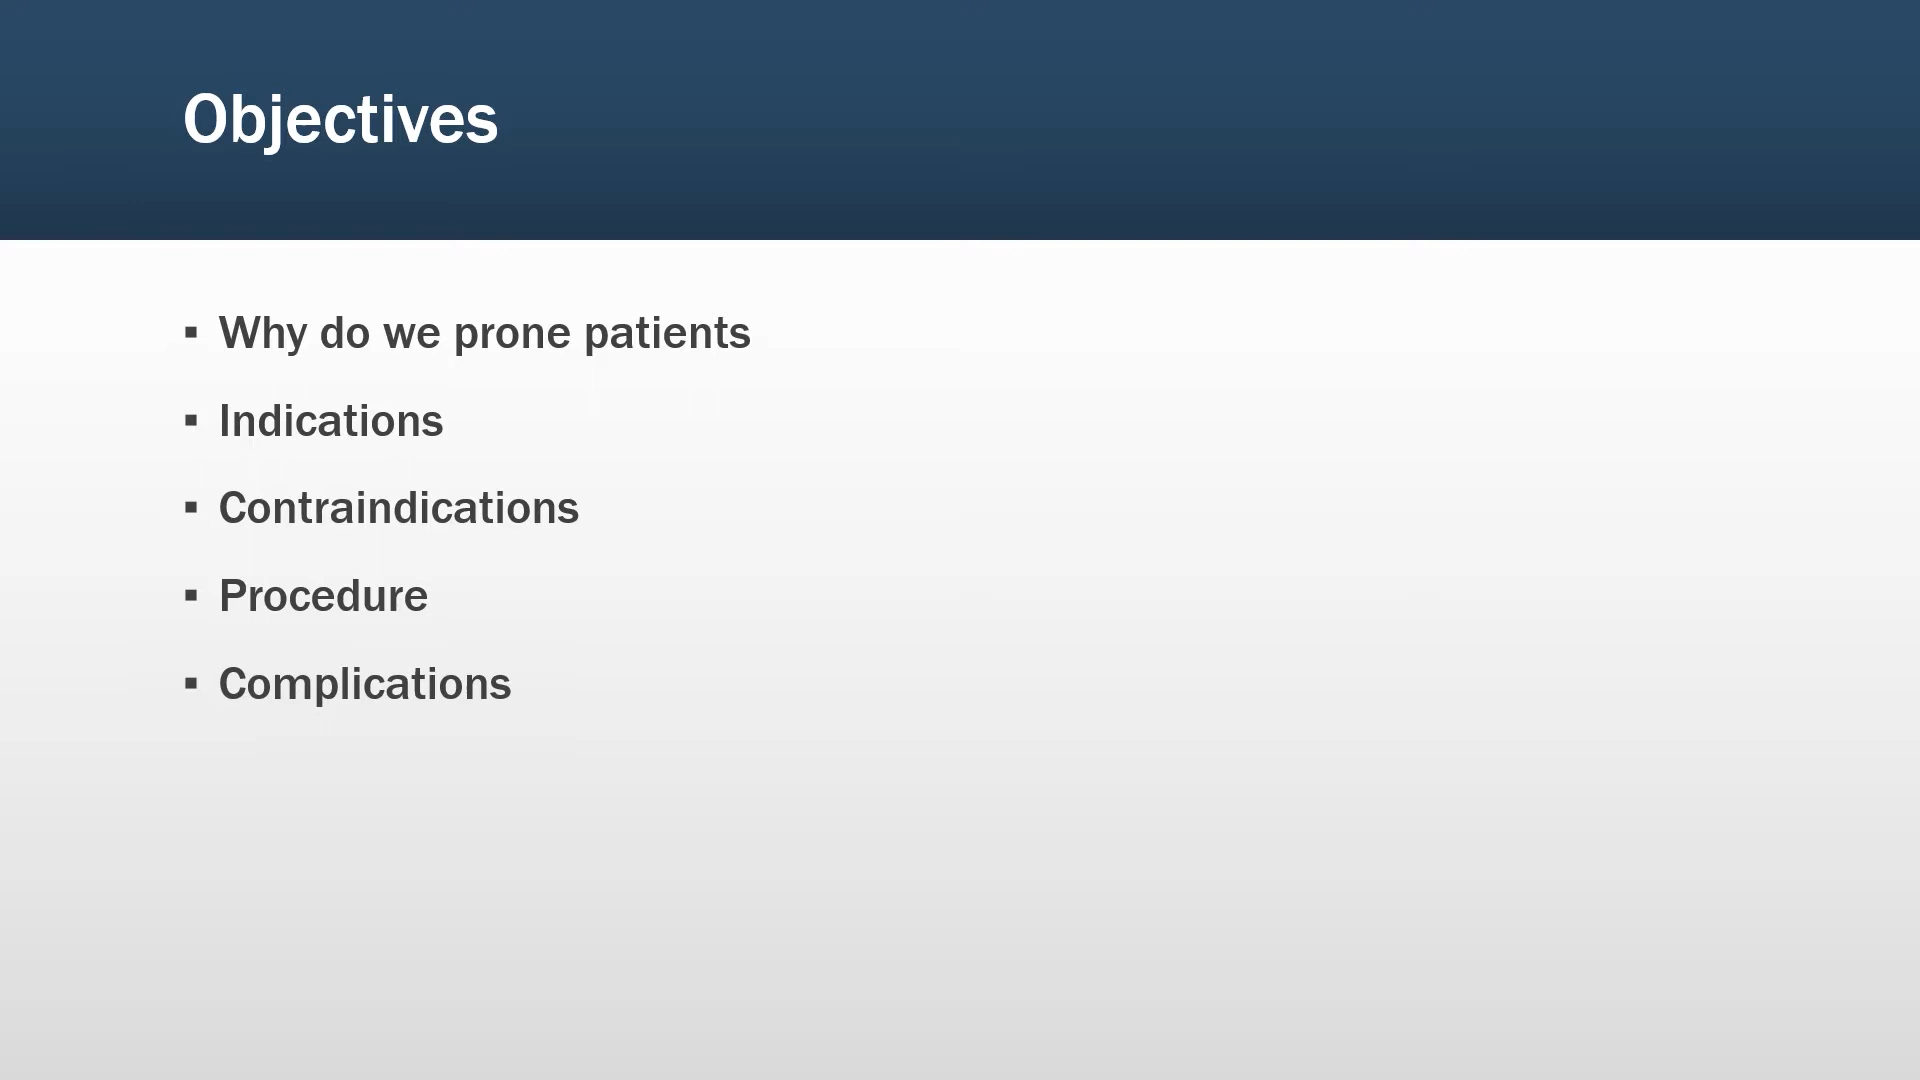 Objectives
▪ Why do we prone patients
▪ Indications
▪ Contraindications
▪ Procedure
▪ Complications